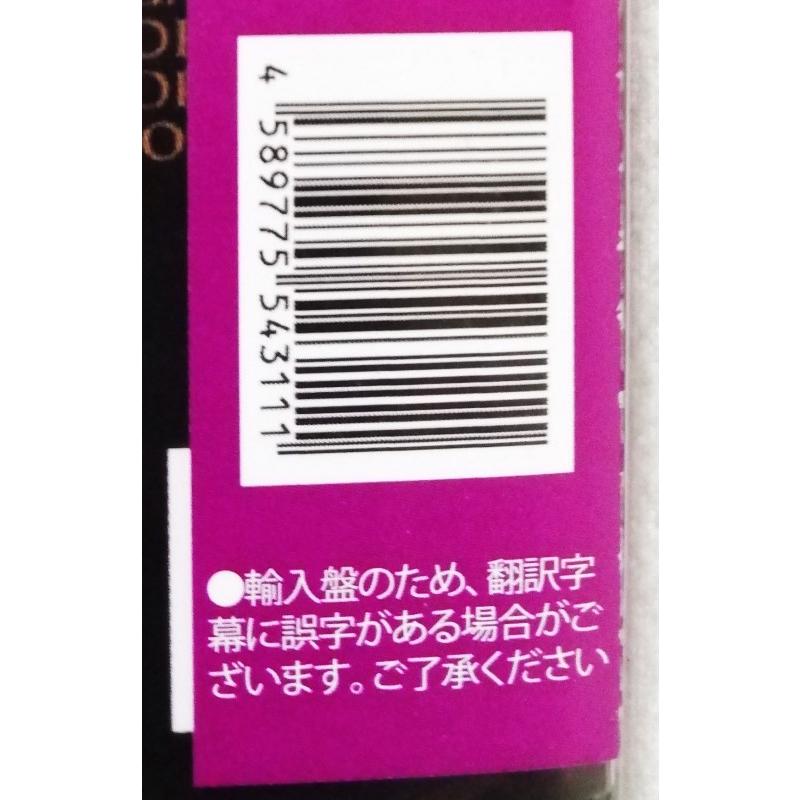 4 589775 543111
●輸入盤のため、翻訳字
幕に誤字がある場合がご
ざいます。ご了承ください